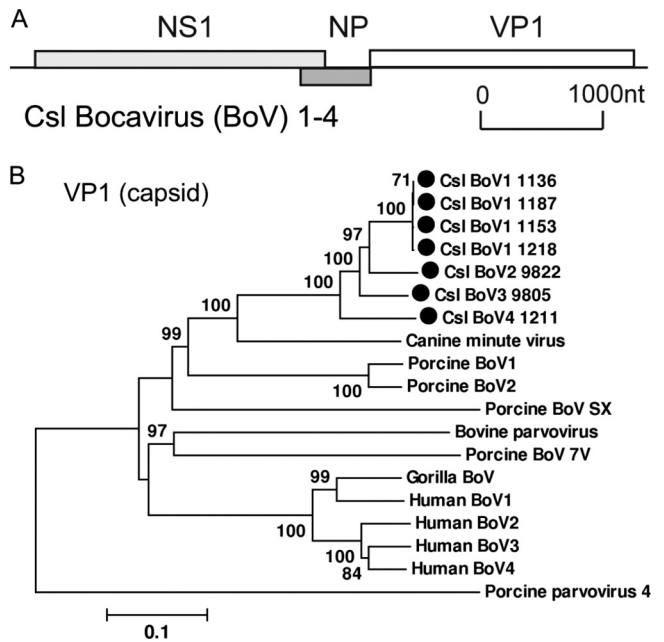 A
NS1 NP VP1
Csl Bocavirus (BoV) 1-4
0 1000nt
B
VP1 (capsid)
71 Csl BoV1 1136
Csl BoV1 1187
100 Csl BoV1 1153
97 Csl BoV1 1218
100 Csl BoV2 9822
100 Csl BoV3 9805
100 Csl BoV4 1211
99 Canine minute virus
Porcine BoV1
100 Porcine BoV2
Porcine BoV SX
97 Bovine parvovirus
Porcine BoV 7V
99 Gorilla BoV
Human BoV1
100 Human BoV2
100 Human BoV3
84 Human BoV4
Porcine parvovirus 4
0.1